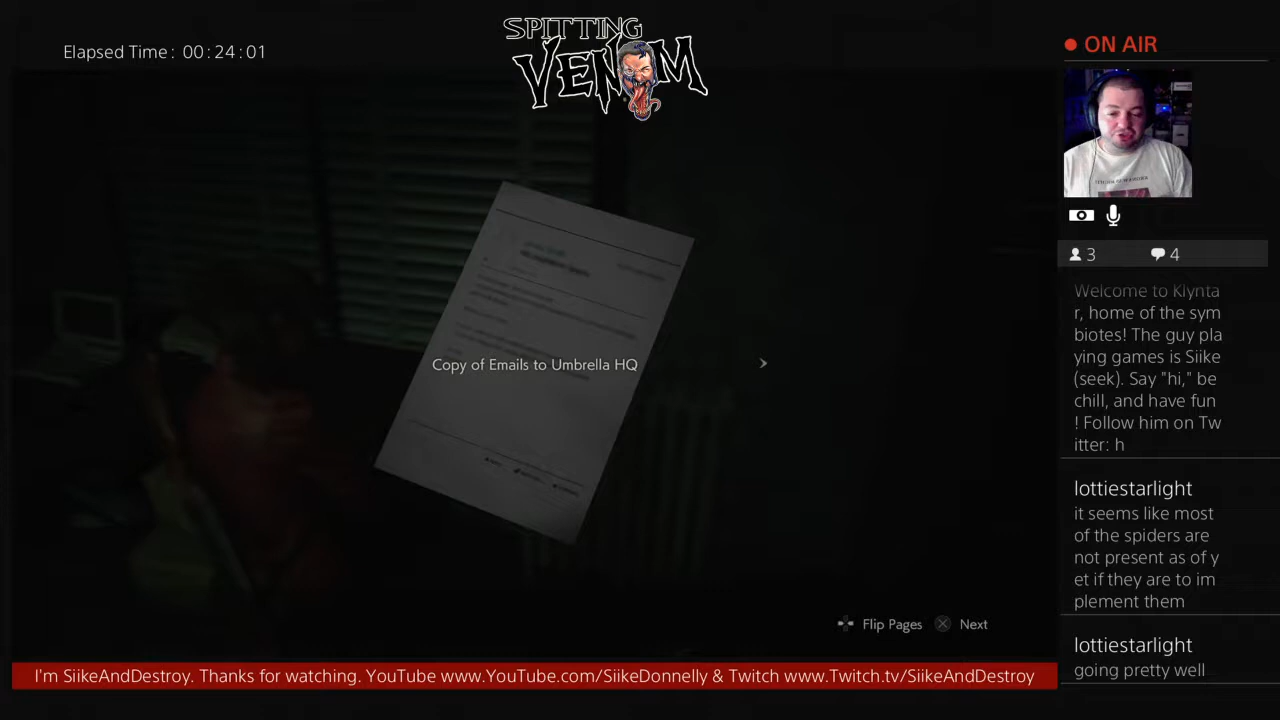 Elapsed Time: 00:24:01
SPITTING
VENOM
ON AIR
3
4
Welcome to Klynta
r, home of the sym
biotes! The guy pla
ying games is Siike
(seek). Say "hi," be
chill, and have fun
! Follow him on Tw
itter: h
lottiestarlight
it seems like most
of the spiders are
not present as of y
et if they are to im
plement them
lottiestarlight
going pretty well
Copy of Emails to Umbrella HQ
Flip Pages
Next
I'm SiikeAndDestroy. Thanks for watching. YouTube www.YouTube.com/SiikeDonnelly & Twitch www.Twitch.tv/SiikeAndDestroy